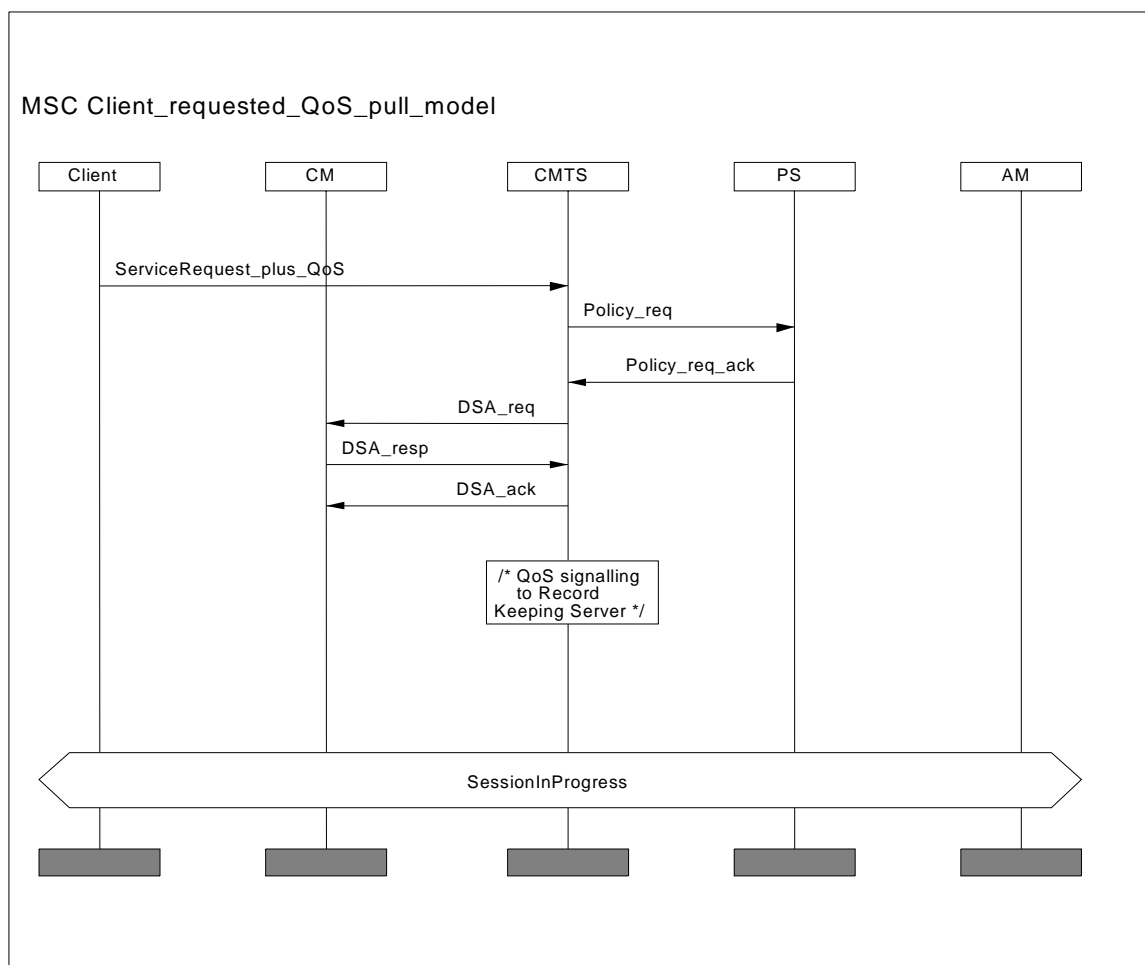 MSC Client_requested_QoS_pull_model
Client
CM
CMTS
PS
AM
ServiceRequest_plus_QoS
Policy_req
Policy_req_ack
DSA_req
DSA_resp
DSA_ack
/* QoS signalling
to Record
Keeping Server */
SessionInProgress